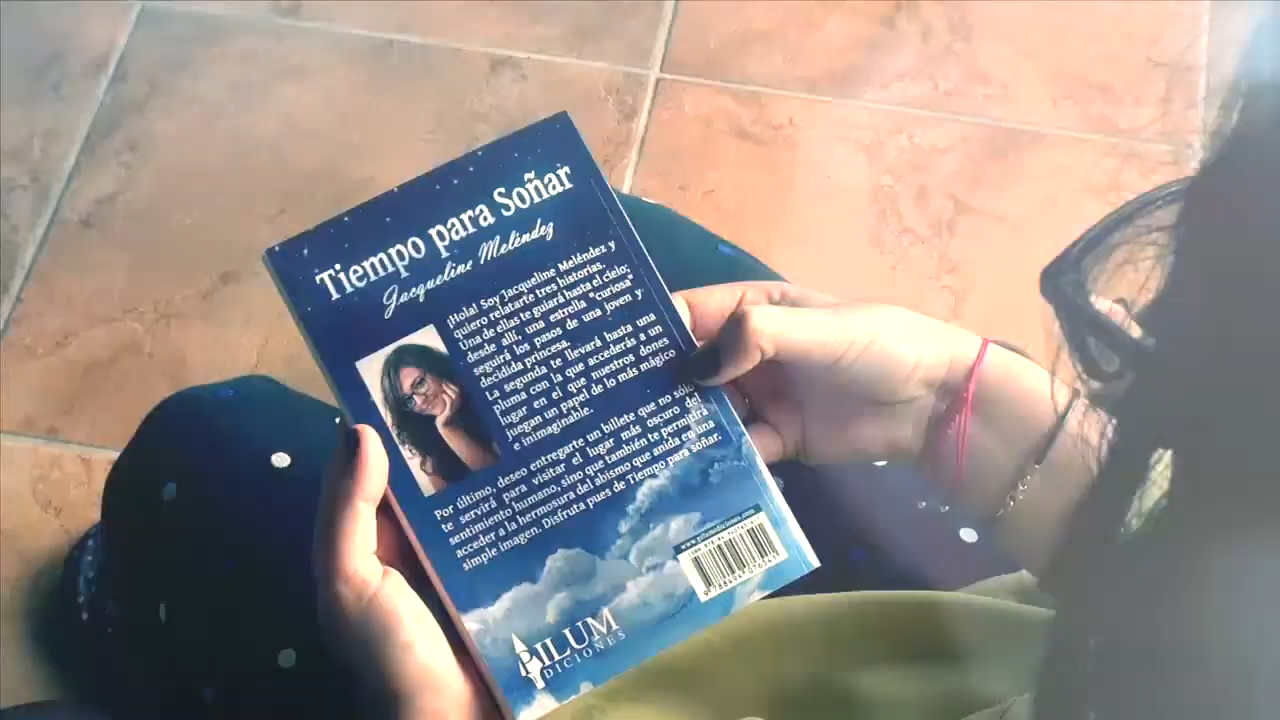 Tiempo para Soñar
Jacqueline Meléndez
¡Hola! Soy Jacqueline Meléndez y
quiero relatarte tres historias.
Una de ellas te guiará hasta el cielo;
desde allí, una estrella "curiosa"
seguirá los pasos de una joven y
decidida princesa.
La segunda te llevará hasta una
pluma con la que accederás a un
lugar en el que nuestros dones
juegan un papel de lo más mágico
e inimaginable.
Por último, deseo entregarte un billete que no sólo
te servirá para visitar el lugar más oscuro del
sentimiento humano, sino que también te permitirá
acceder a la hermosura del abismo que anida en una
simple imagen. Disfruta pues de Tiempo para soñar.
PILUM
EDICIONES